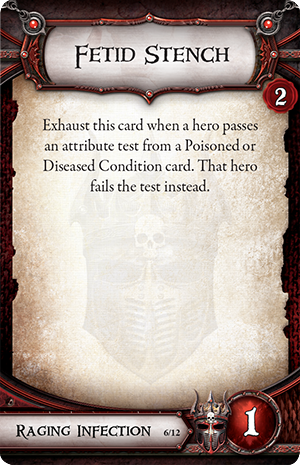 Fetid Stench
2
Exhaust this card when a hero passes
an attribute test from a Poisoned or
Diseased Condition card. That hero
fails the test instead.
Raging Infection 6/12
1